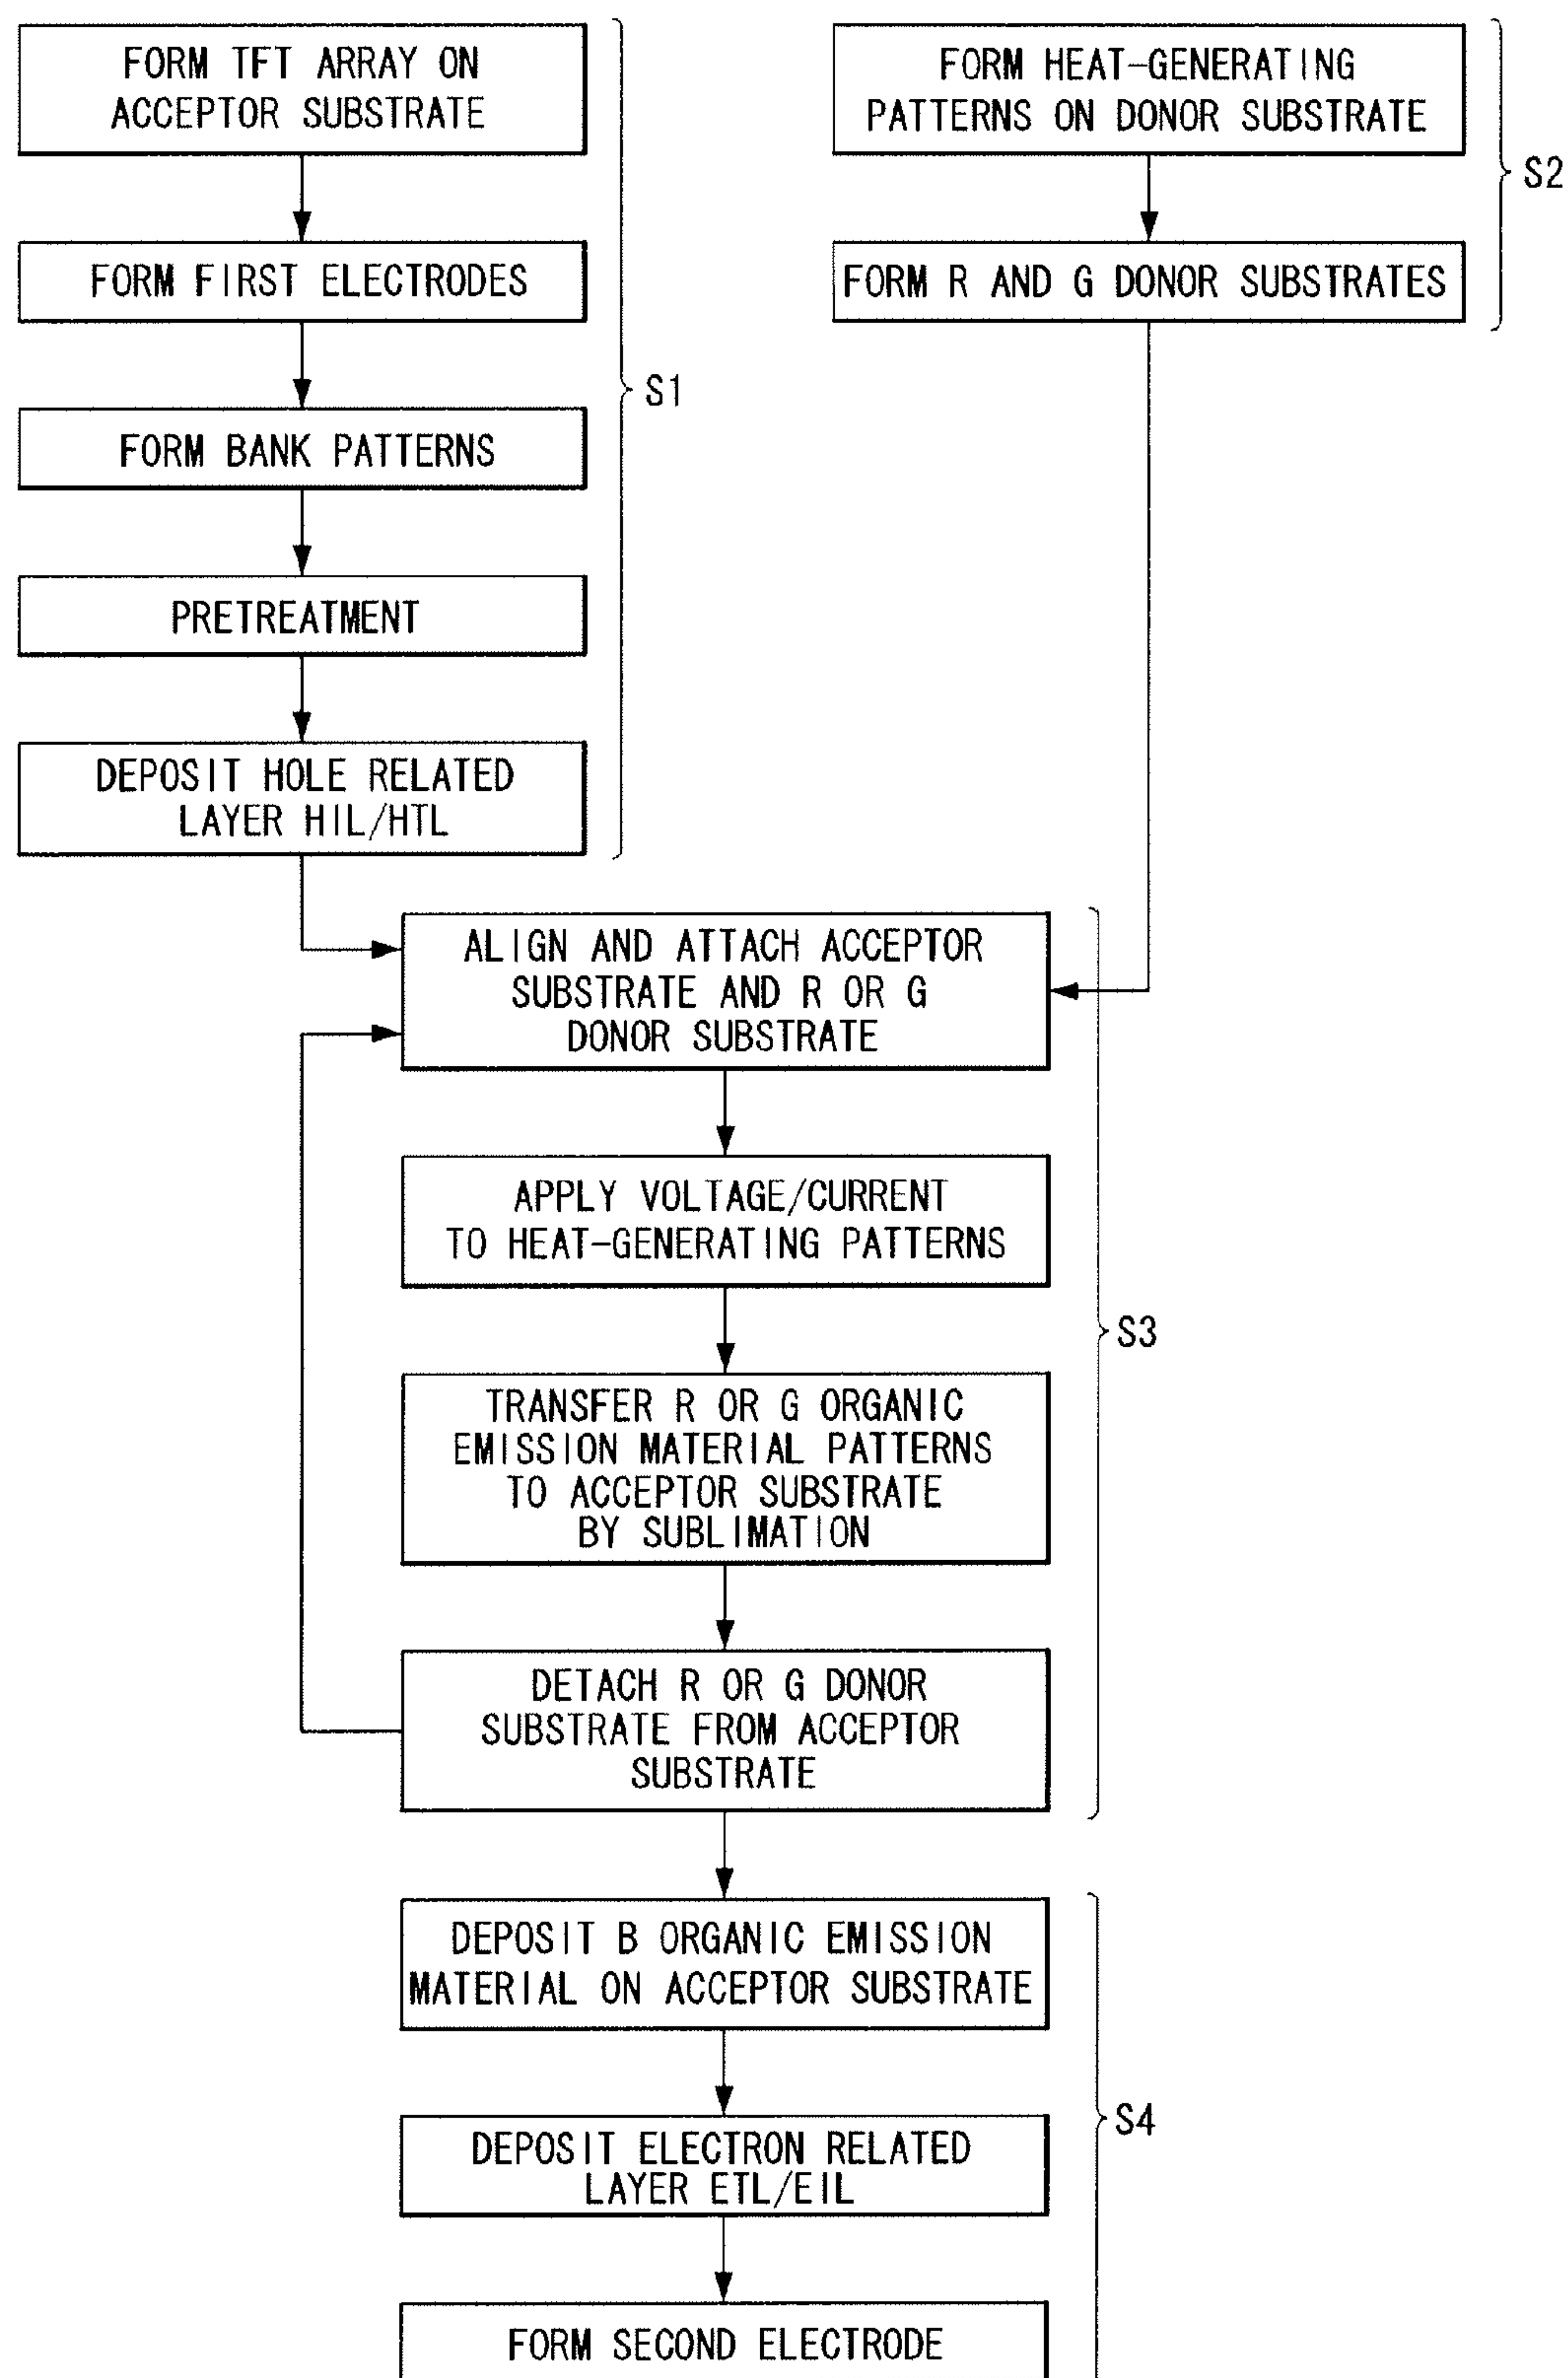 FORM TFT ARRAY ON
ACCEPTOR SUBSTRATE
FORM FIRST ELECTRODES
FORM BANK PATTERNS
PRETREATMENT
DEPOSIT HOLE RELATED
LAYER HIL/HTL
S1
FORM HEAT-GENERATING
PATTERNS ON DONOR SUBSTRATE
FORM R AND G DONOR SUBSTRATES
S2
ALIGN AND ATTACH ACCEPTOR
SUBSTRATE AND R OR G
DONOR SUBSTRATE
APPLY VOLTAGE/CURRENT
TO HEAT-GENERATING PATTERNS
TRANSFER R OR G ORGANIC
EMISSION MATERIAL PATTERNS
TO ACCEPTOR SUBSTRATE
BY SUBLIMATION
DETACH R OR G DONOR
SUBSTRATE FROM ACCEPTOR
SUBSTRATE
S3
DEPOSIT B ORGANIC EMISSION
MATERIAL ON ACCEPTOR SUBSTRATE
DEPOSIT ELECTRON RELATED
LAYER ETL/EIL
FORM SECOND ELECTRODE
S4